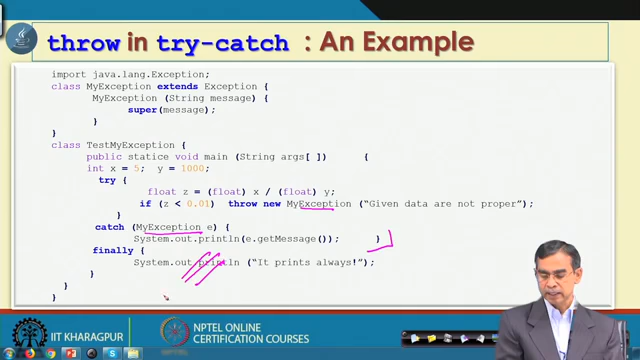 throw in try-catch : An Example
import java.lang.Exception;
class MyException extends Exception {
MyException (String message) {
super(message);
}
}
class TestMyException {
public statice void main (String args[ ]) {
int x = 5; y = 1000;
try {
float z = (float) x / (float) y;
if (z < 0.01) throw new MyException ("Given data are not proper");
}
catch (MyException e) {
System.out.println(e.getMessage()); }
finally {
System.out.println ("It prints always!");
}
}
}
IIT KHARAGPUR
NPTEL ONLINE
CERTIFICATION COURSES